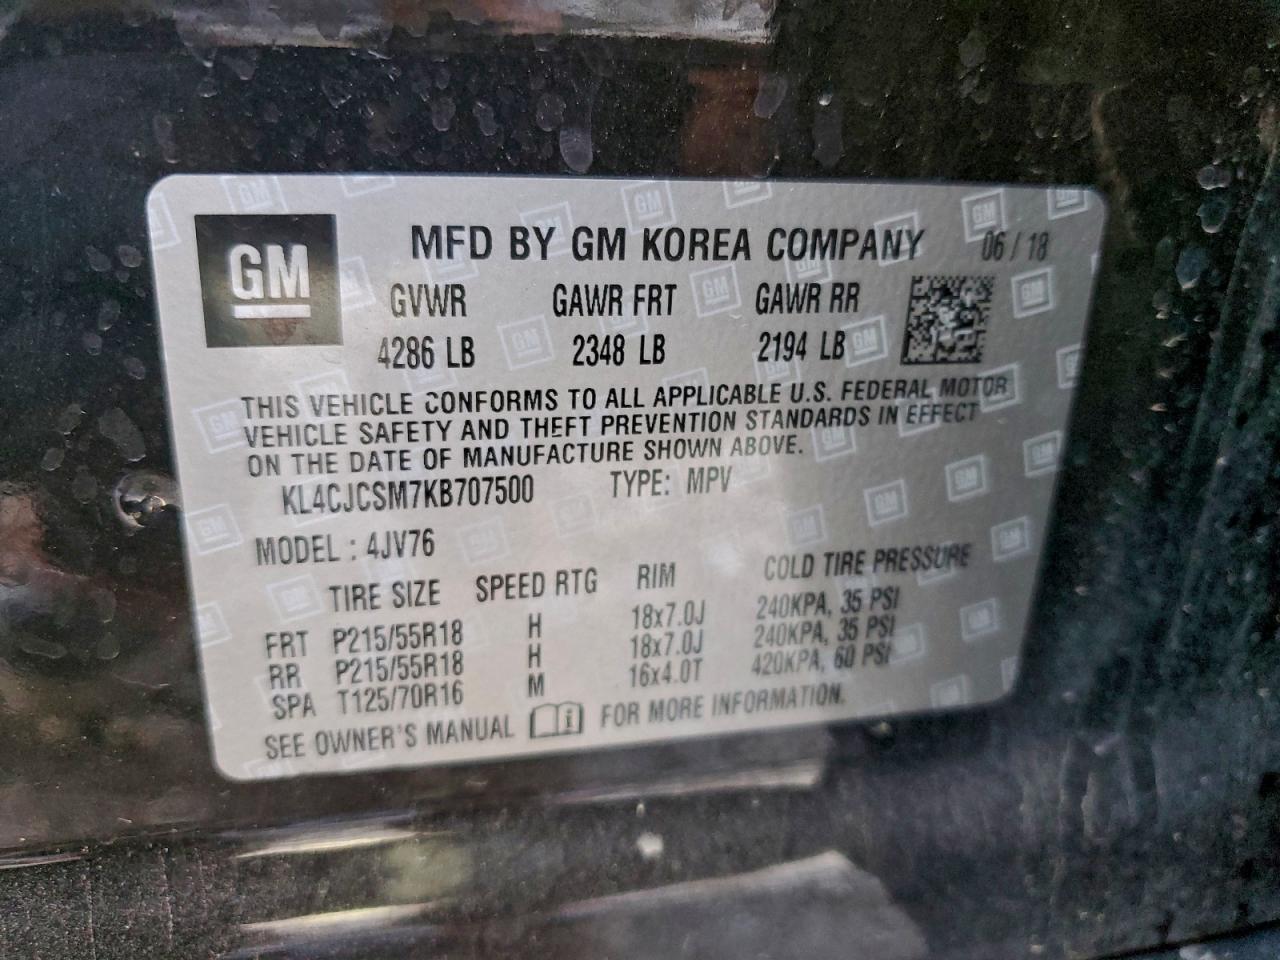 GM
MFD BY GM KOREA COMPANY 06 / 18
GVWR GAWR FRT GAWR RR
4286 LB 2348 LB 2194 LB
THIS VEHICLE CONFORMS TO ALL APPLICABLE U.S. FEDERAL MOTOR
VEHICLE SAFETY AND THEFT PREVENTION STANDARDS IN EFFECT
ON THE DATE OF MANUFACTURE SHOWN ABOVE.
KL4CJCSM7KB707500 TYPE: MPV
MODEL : 4JV76
TIRE SIZE SPEED RTG RIM COLD TIRE PRESSURE
FRT P215/55R18 H 18x7.0J 240KPA, 35 PSI
RR P215/55R18 H 18x7.0J 240KPA, 35 PSI
SPA T125/70R16 M 16x4.0T 420KPA, 60 PSI
SEE OWNER'S MANUAL i FOR MORE INFORMATION.